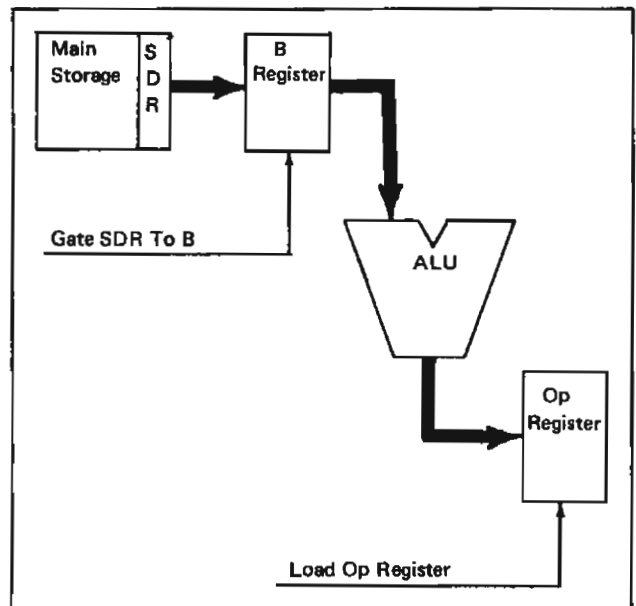 Main
Storage
S
D
R
B
Register
Gate SDR To B
ALU
Op
Register
Load Op Register